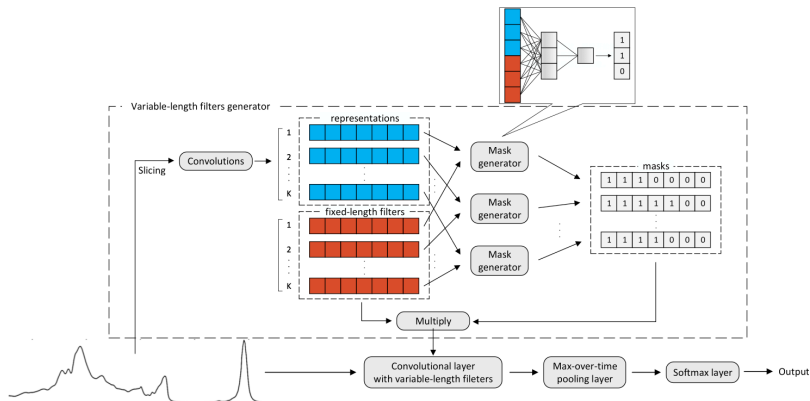 1
1
0
Variable-length filters generator
representations
1
2
K
Slicing
Convolutions
fixed-length filters
1
2
K
Mask
generator
Mask
generator
Mask
generator
masks
1 1 1 0 0 0 0
1 1 1 1 1 0 0
1 1 1 1 0 0 0
Multiply
Convolutional layer
with variable-length fileters
Max-over-time
pooling layer
Softmax layer
Output